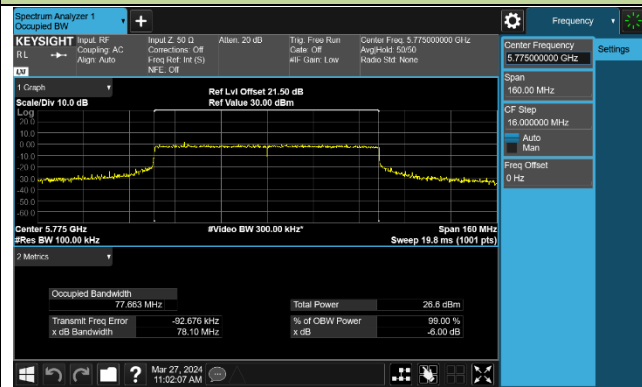 Spectrum Analyzer 1
Occupied BW
Frequency
KEYSIGHT
RL
LXI
Input: RF
Coupling: AC
Align: Auto
Input Z: 50 Ω
Corrections: Off
Freq Ref: Int (S)
NFE: Off
Atten: 20 dB
Trig: Free Run
Gate: Off
#IF Gain: Low
Center Freq: 5.775000000 GHz
Avg|Hold: 50/50
Radio Std: None
Center Frequency
5.775000000 GHz
Settings
Span
160.00 MHz
CF Step
16.000000 MHz
Auto
Man
Freq Offset
0 Hz
1 Graph
Scale/Div 10.0 dB
Ref Lvl Offset 21.50 dB
Ref Value 30.00 dBm
Log
20.0
10.0
0.00
-10.0
-20.0
-30.0
-40.0
-50.0
-60.0
Center 5.775 GHz
#Res BW 100.00 kHz
#Video BW 300.00 kHz*
Span 160 MHz
Sweep 19.8 ms (1001 pts)
2 Metrics
Occupied Bandwidth
77.663 MHz
Total Power 26.6 dBm
Transmit Freq Error -92.676 kHz
% of OBW Power 99.00 %
x dB Bandwidth 78.10 MHz
x dB -6.00 dB
?
Mar 27, 2024
11:02:07 AM